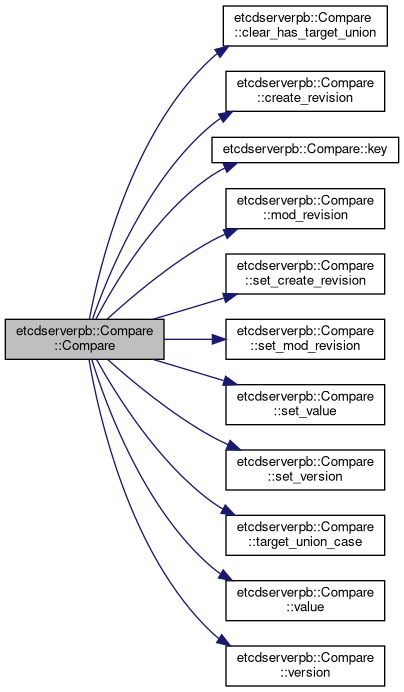 etcdserverpb::Compare
::clear_has_target_union
etcdserverpb::Compare
::create_revision
etcdserverpb::Compare::key
etcdserverpb::Compare
::mod_revision
etcdserverpb::Compare
::set_create_revision
etcdserverpb::Compare
::Compare
etcdserverpb::Compare
::set_mod_revision
etcdserverpb::Compare
::set_value
etcdserverpb::Compare
::set_version
etcdserverpb::Compare
::target_union_case
etcdserverpb::Compare
::value
etcdserverpb::Compare
::version